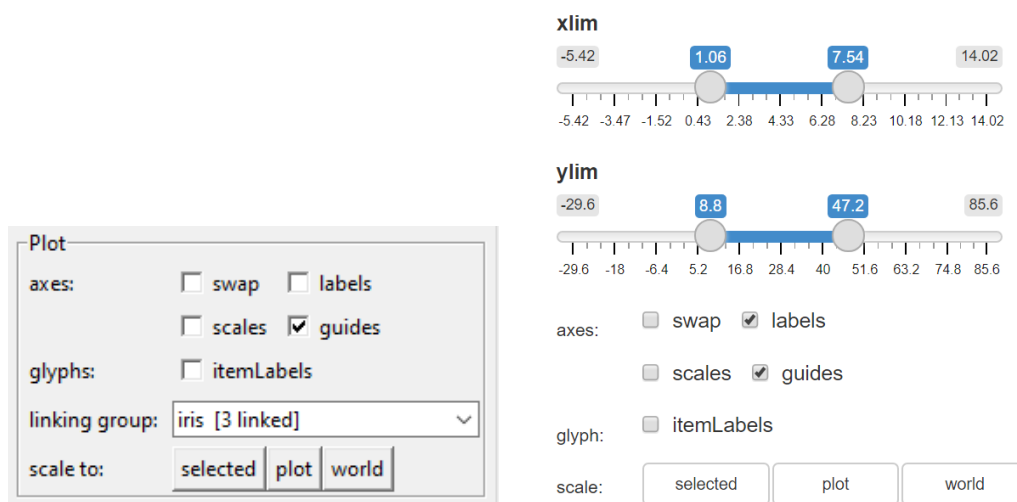 Plot
axes: swap labels
scales guides
glyphs: itemLabels
linking group: iris [3 linked]
scale to: selected plot world
xlim
-5.42 1.06 7.54 14.02
-5.42 -3.47 -1.52 0.43 2.38 4.33 6.28 8.23 10.18 12.13 14.02
ylim
-29.6 8.8 47.2 85.6
-29.6 -18 -6.4 5.2 16.8 28.4 40 51.6 63.2 74.8 85.6
axes: swap labels
scales guides
glyph: itemLabels
scale: selected plot world